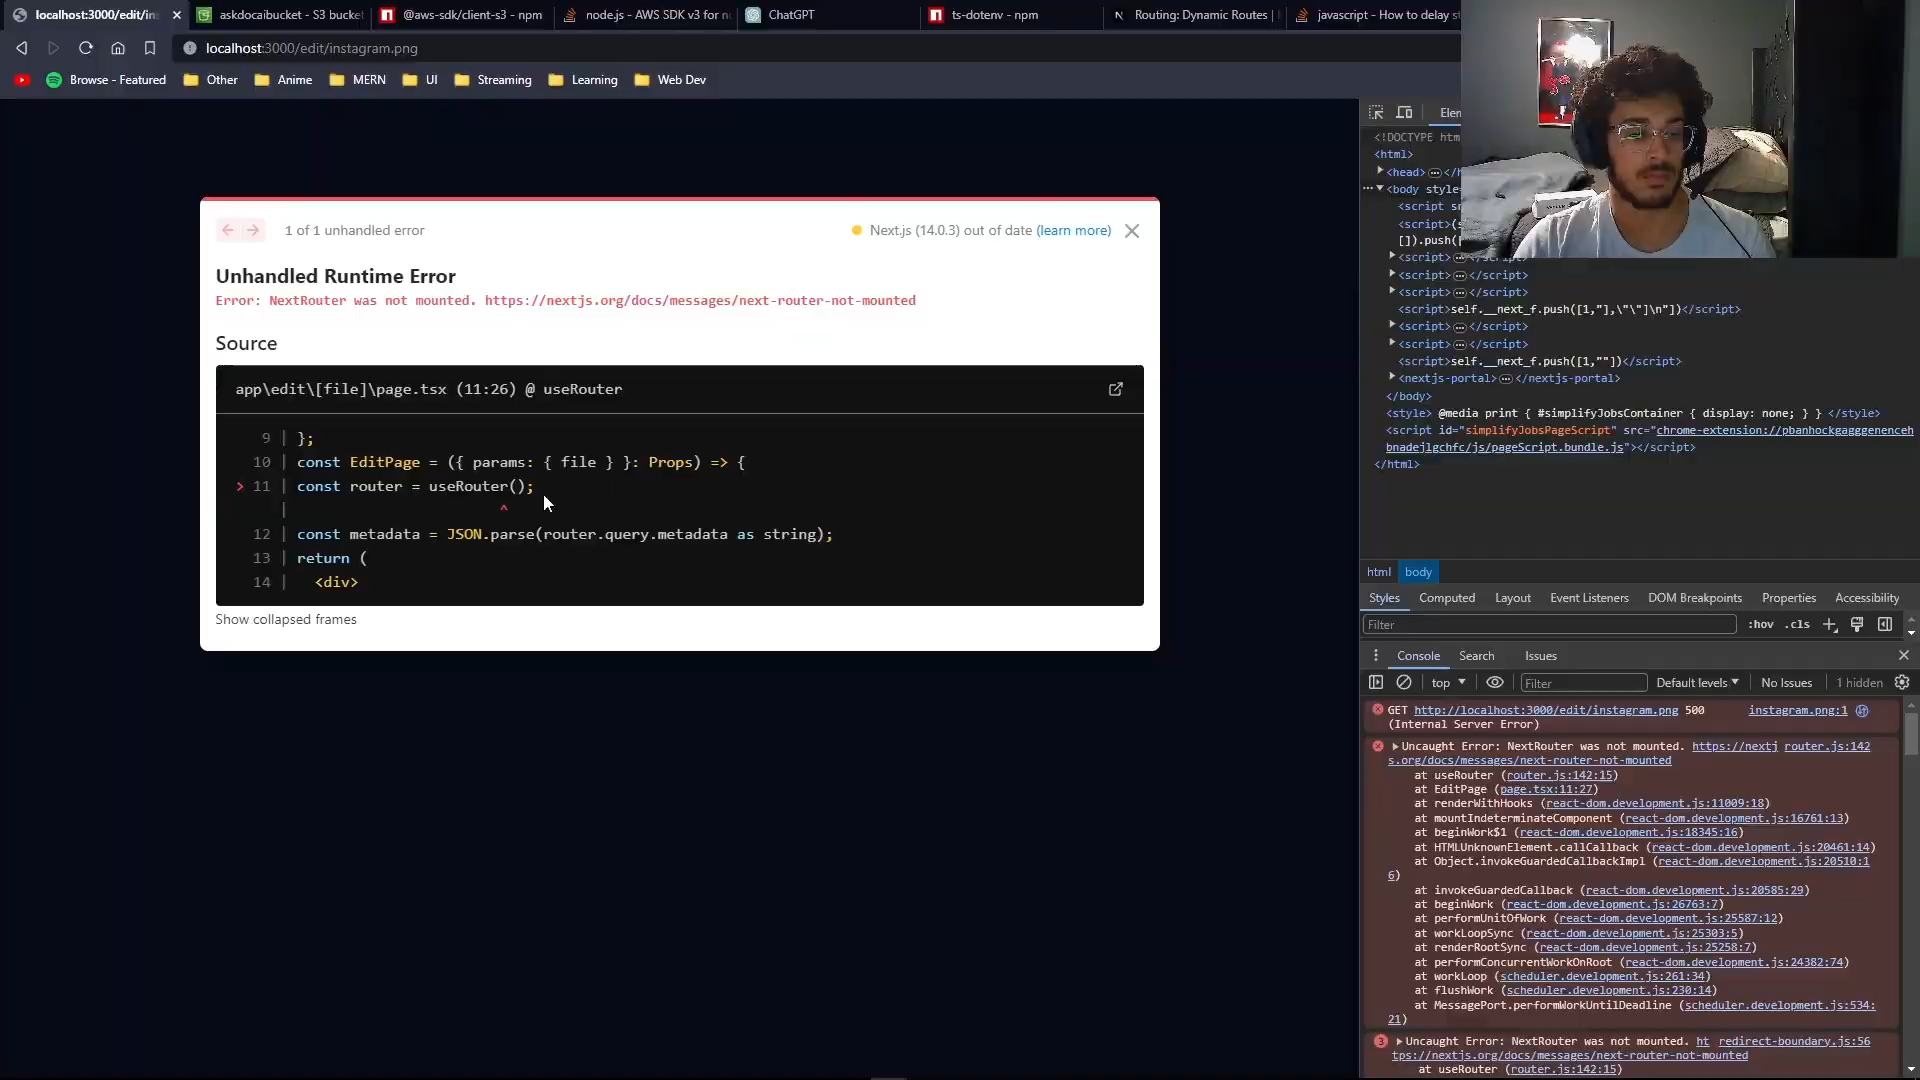 localhost:3000/edit/in
askdocaibucket - S3 bucket
@aws-sdk/client-s3 - npm
node.js - AWS SDK v3 for n
ChatGPT
ts-dotenv - npm
Routing: Dynamic Routes |
javascript - How to delay st
localhost:3000/edit/instagram.png
Browse - Featured
Other
Anime
MERN
UI
Streaming
Learning
Web Dev
1 of 1 unhandled error
Next.js (14.0.3) out of date (learn more)
Unhandled Runtime Error
Error: NextRouter was not mounted. https://nextjs.org/docs/messages/next-router-not-mounted
Source
app\edit\[file]\page.tsx (11:26) @ useRouter
9 | };
10 | const EditPage = ({ params: { file } }: Props) => {
> 11 | const router = useRouter();
| ^
12 | const metadata = JSON.parse(router.query.metadata as string);
13 | return (
14 | <div>
Show collapsed frames
Elem
<!DOCTYPE htm
<html>
<head> … </h
<body style=
<script sr
<script>(s
[]).push([
<script> … </script>
<script> … </script>
<script> … </script>
<script>self.__next_f.push([1,"],\"\"]\n"])</script>
<script> … </script>
<script> … </script>
<script>self.__next_f.push([1,""])</script>
<nextjs-portal> … </nextjs-portal>
</body>
<style> @media print { #simplifyJobsContainer { display: none; } } </style>
<script id="simplifyJobsPageScript" src="chrome-extension://pbanhockgagggenenceh
bnadejlgchfc/js/pageScript.bundle.js"></script>
</html>
html body
Styles Computed Layout Event Listeners DOM Breakpoints Properties Accessibility
Filter :hov .cls
Console Search Issues
top Filter Default levels No Issues 1 hidden
GET http://localhost:3000/edit/instagram.png 500 instagram.png:1
(Internal Server Error)
Uncaught Error: NextRouter was not mounted. https://nextj router.js:142
s.org/docs/messages/next-router-not-mounted
at useRouter (router.js:142:15)
at EditPage (page.tsx:11:27)
at renderWithHooks (react-dom.development.js:11009:18)
at mountIndeterminateComponent (react-dom.development.js:16761:13)
at beginWork$1 (react-dom.development.js:18345:16)
at HTMLUnknownElement.callCallback (react-dom.development.js:20461:14)
at Object.invokeGuardedCallbackImpl (react-dom.development.js:20510:1
6)
at invokeGuardedCallback (react-dom.development.js:20585:29)
at beginWork (react-dom.development.js:26763:7)
at performUnitOfWork (react-dom.development.js:25587:12)
at workLoopSync (react-dom.development.js:25303:5)
at renderRootSync (react-dom.development.js:25258:7)
at performConcurrentWorkOnRoot (react-dom.development.js:24382:74)
at workLoop (scheduler.development.js:261:34)
at flushWork (scheduler.development.js:230:14)
at MessagePort.performWorkUntilDeadline (scheduler.development.js:534:
21)
3 Uncaught Error: NextRouter was not mounted. ht redirect-boundary.js:56
tps://nextjs.org/docs/messages/next-router-not-mounted
at useRouter (router.js:142:15)